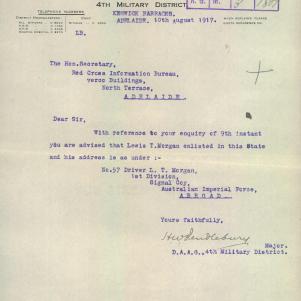 4TH MILITARY DISTRICT
TELEPHONE NUMBERS
KESWICK BARRACKS,
ADELAIDE, 10th August 1917.
LB.
The Hon.Secretary,
Red Cross Information Bureau,
Verco Buildings,
North Terrace,
ADELAIDE.
Dear Sir,
With reference to your enquiry of 9th instant
you are advised that Lewis T.Morgan enlisted in this State
and his address is as under :-
No.57 Driver L. T. Morgan,
1st Division,
Signal Coy,
Australian Imperial Force,
ABROAD.
Yours faithfully,
Major.
D.A.A.G., 4th Military District.